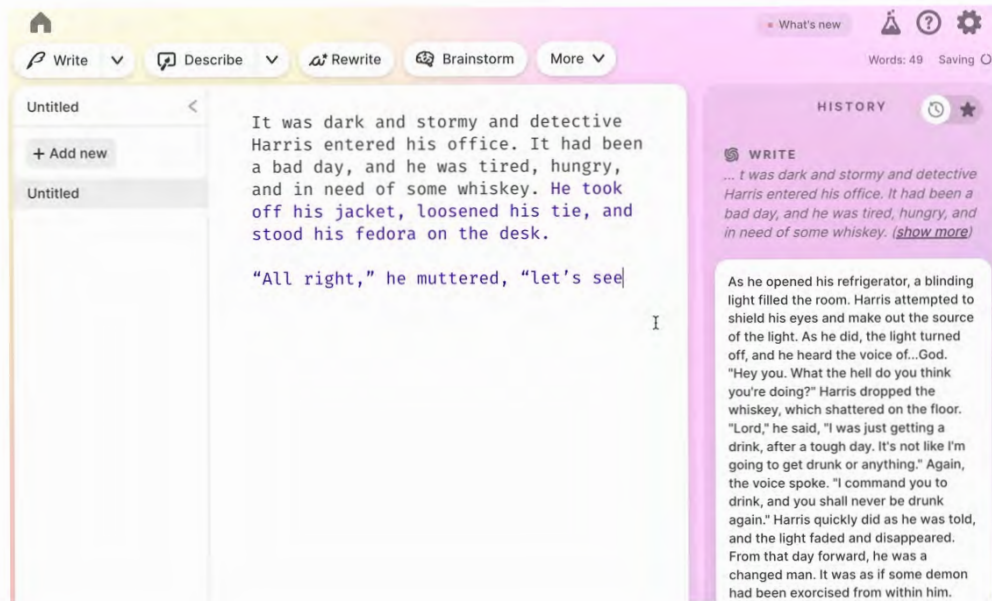 What's new
Write
Describe
Rewrite
Brainstorm
More
Words: 49 Saving
Untitled
+ Add new
Untitled
It was dark and stormy and detective
Harris entered his office. It had been
a bad day, and he was tired, hungry,
and in need of some whiskey. He took
off his jacket, loosened his tie, and
stood his fedora on the desk.
“All right,” he muttered, “let’s see
HISTORY
WRITE
... t was dark and stormy and detective
Harris entered his office. It had been a
bad day, and he was tired, hungry, and
in need of some whiskey. (show more)
As he opened his refrigerator, a blinding
light filled the room. Harris attempted to
shield his eyes and make out the source
of the light. As he did, the light turned
off, and he heard the voice of...God.
"Hey you. What the hell do you think
you're doing?" Harris dropped the
whiskey, which shattered on the floor.
"Lord," he said, "I was just getting a
drink, after a tough day. It's not like I'm
going to get drunk or anything." Again,
the voice spoke. "I command you to
drink, and you shall never be drunk
again." Harris quickly did as he was told,
and the light faded and disappeared.
From that day forward, he was a
changed man. It was as if some demon
had been exorcised from within him.